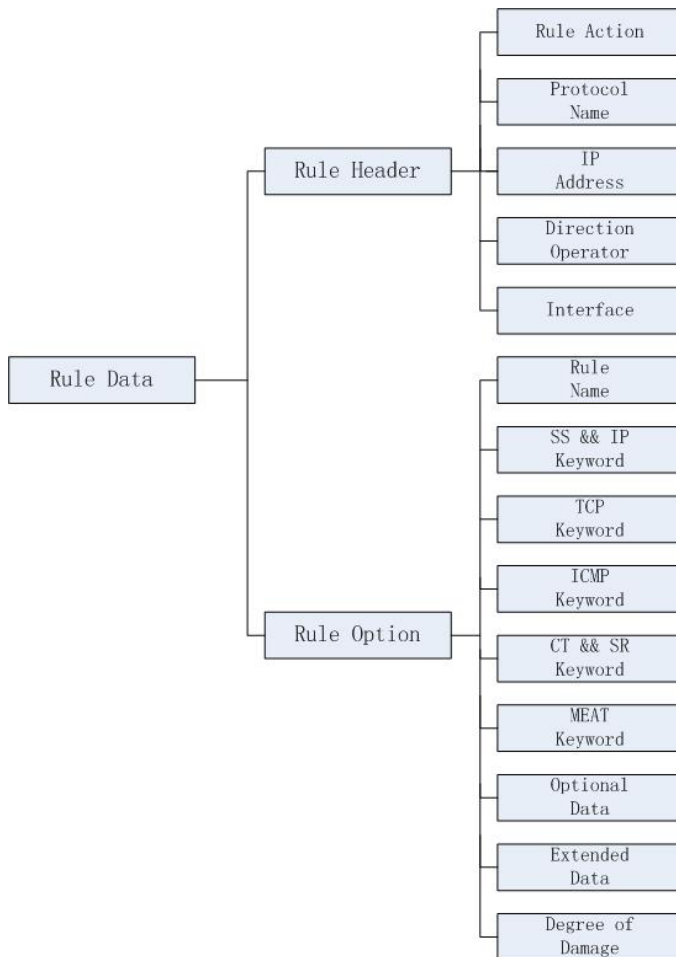 Rule Action
Protocol
Name
Rule Header
IP
Address
Direction
Operator
Interface
Rule Data
Rule
Name
SS && IP
Keyword
TCP
Keyword
ICMP
Keyword
Rule Option
CT && SR
Keyword
MEAT
Keyword
Optional
Data
Extended
Data
Degree of
Damage